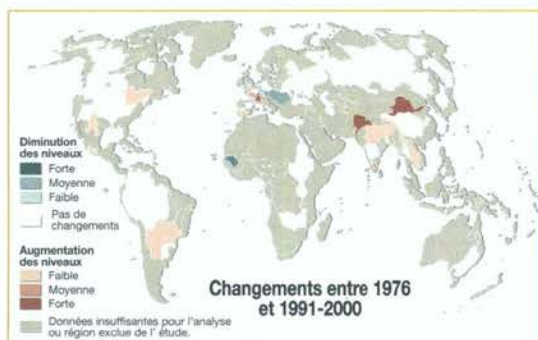 Diminution
des niveaux
Forte
Moyenne
Faible
Pas de
changements
Augmentation
des niveaux
Faible
Moyenne
Forte
Données insuffisantes pour l'analyse
ou région exclue de l' étude.
Changements entre 1976
et 1991-2000